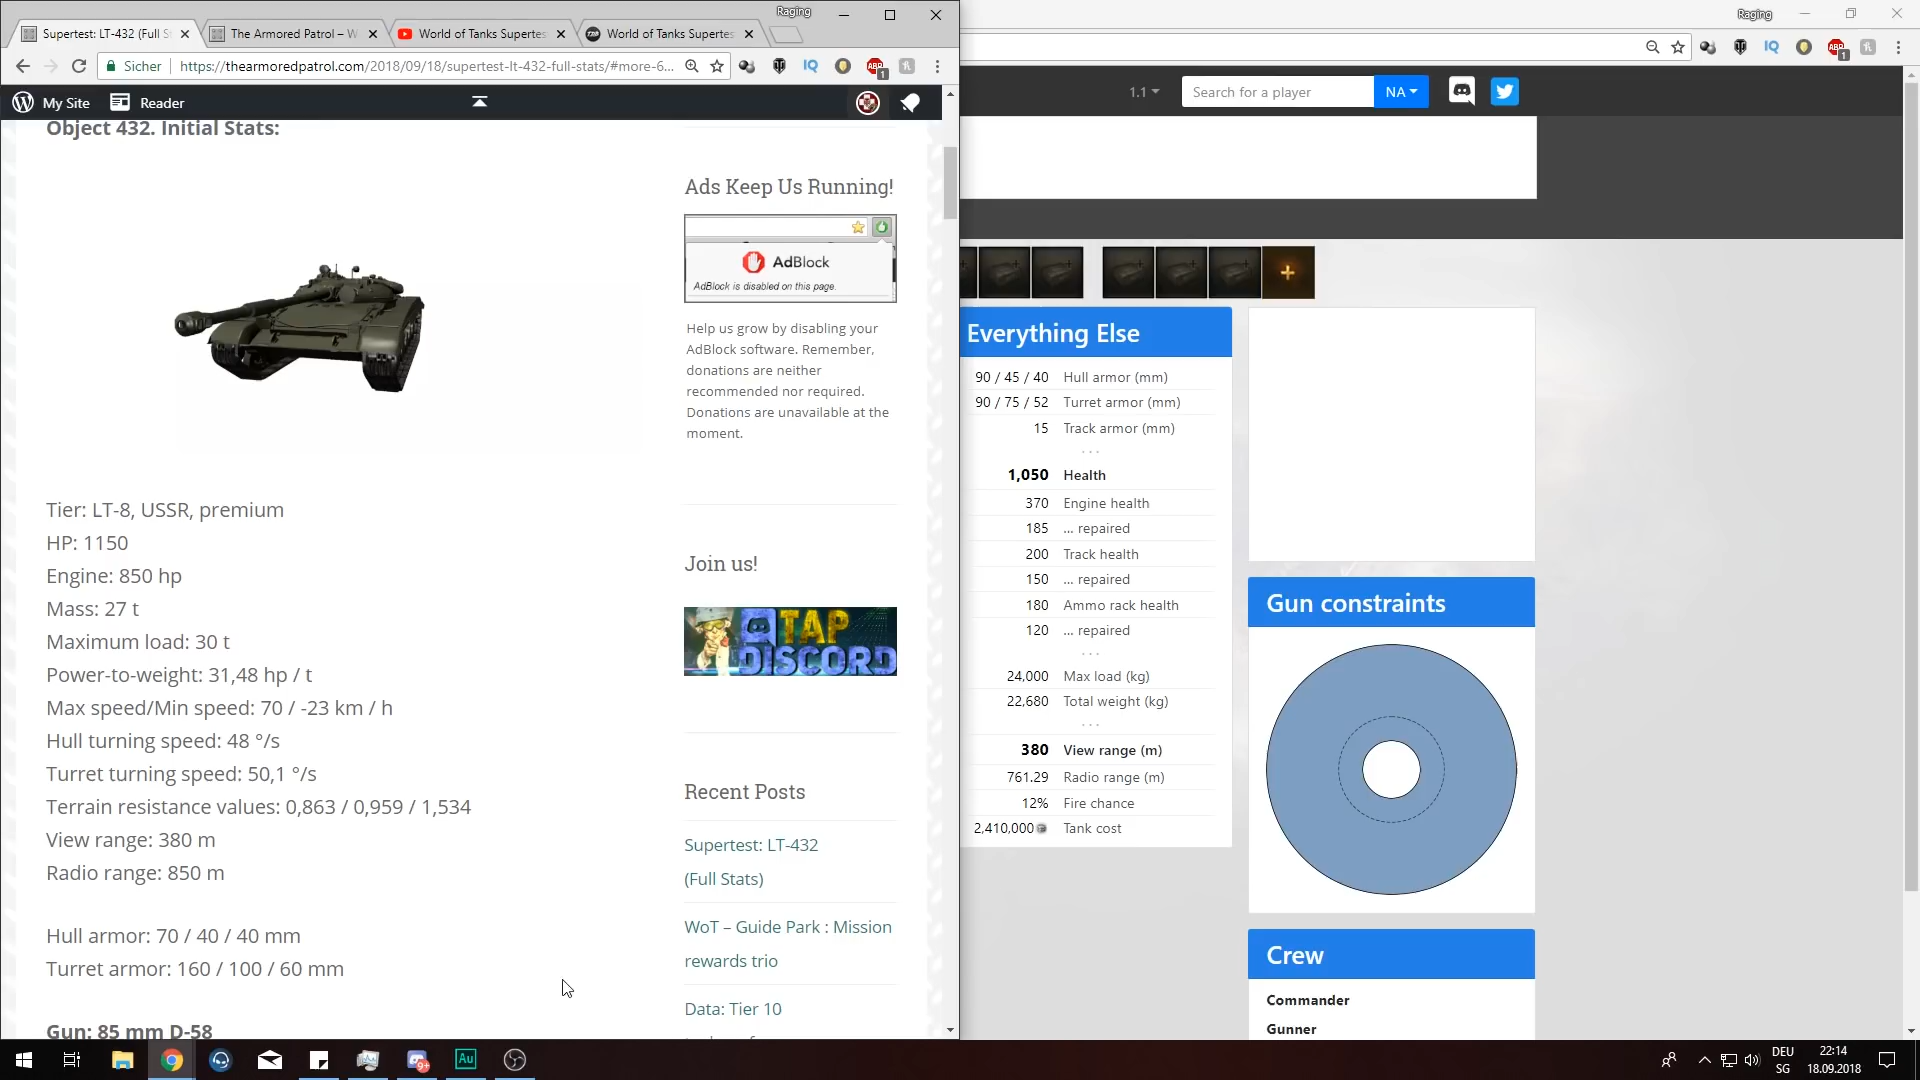 Raging
Supertest: LT-432 (Full S
The Armored Patrol – W
World of Tanks Supertes
World of Tanks Supertes
Sicher
https://thearmoredpatrol.com/2018/09/18/supertest-lt-432-full-stats/#more-6...
IQ
ABP
1
My Site
Reader
Object 432. Initial Stats:
Tier: LT-8, USSR, premium
HP: 1150
Engine: 850 hp
Mass: 27 t
Maximum load: 30 t
Power-to-weight: 31,48 hp / t
Max speed/Min speed: 70 / -23 km / h
Hull turning speed: 48 °/s
Turret turning speed: 50,1 °/s
Terrain resistance values: 0,863 / 0,959 / 1,534
View range: 380 m
Radio range: 850 m
Hull armor: 70 / 40 / 40 mm
Turret armor: 160 / 100 / 60 mm
Gun: 85 mm D-58
Ads Keep Us Running!
AdBlock
AdBlock is disabled on this page.
Help us grow by disabling your
AdBlock software. Remember,
donations are neither
recommended nor required.
Donations are unavailable at the
moment.
Join us!
TAP
DISCORD
Recent Posts
Supertest: LT-432
(Full Stats)
WoT – Guide Park : Mission
rewards trio
Data: Tier 10
Raging
IQ
ABP
1
1.1
Search for a player
NA
Everything Else
90 / 45 / 40 Hull armor (mm)
90 / 75 / 52 Turret armor (mm)
15 Track armor (mm)
...
1,050 Health
370 Engine health
185 ... repaired
200 Track health
150 ... repaired
180 Ammo rack health
120 ... repaired
...
24,000 Max load (kg)
22,680 Total weight (kg)
...
380 View range (m)
761.29 Radio range (m)
12% Fire chance
2,410,000 Tank cost
Gun constraints
Crew
Commander
Gunner
9+
Au
DEU
SG
22:14
18.09.2018